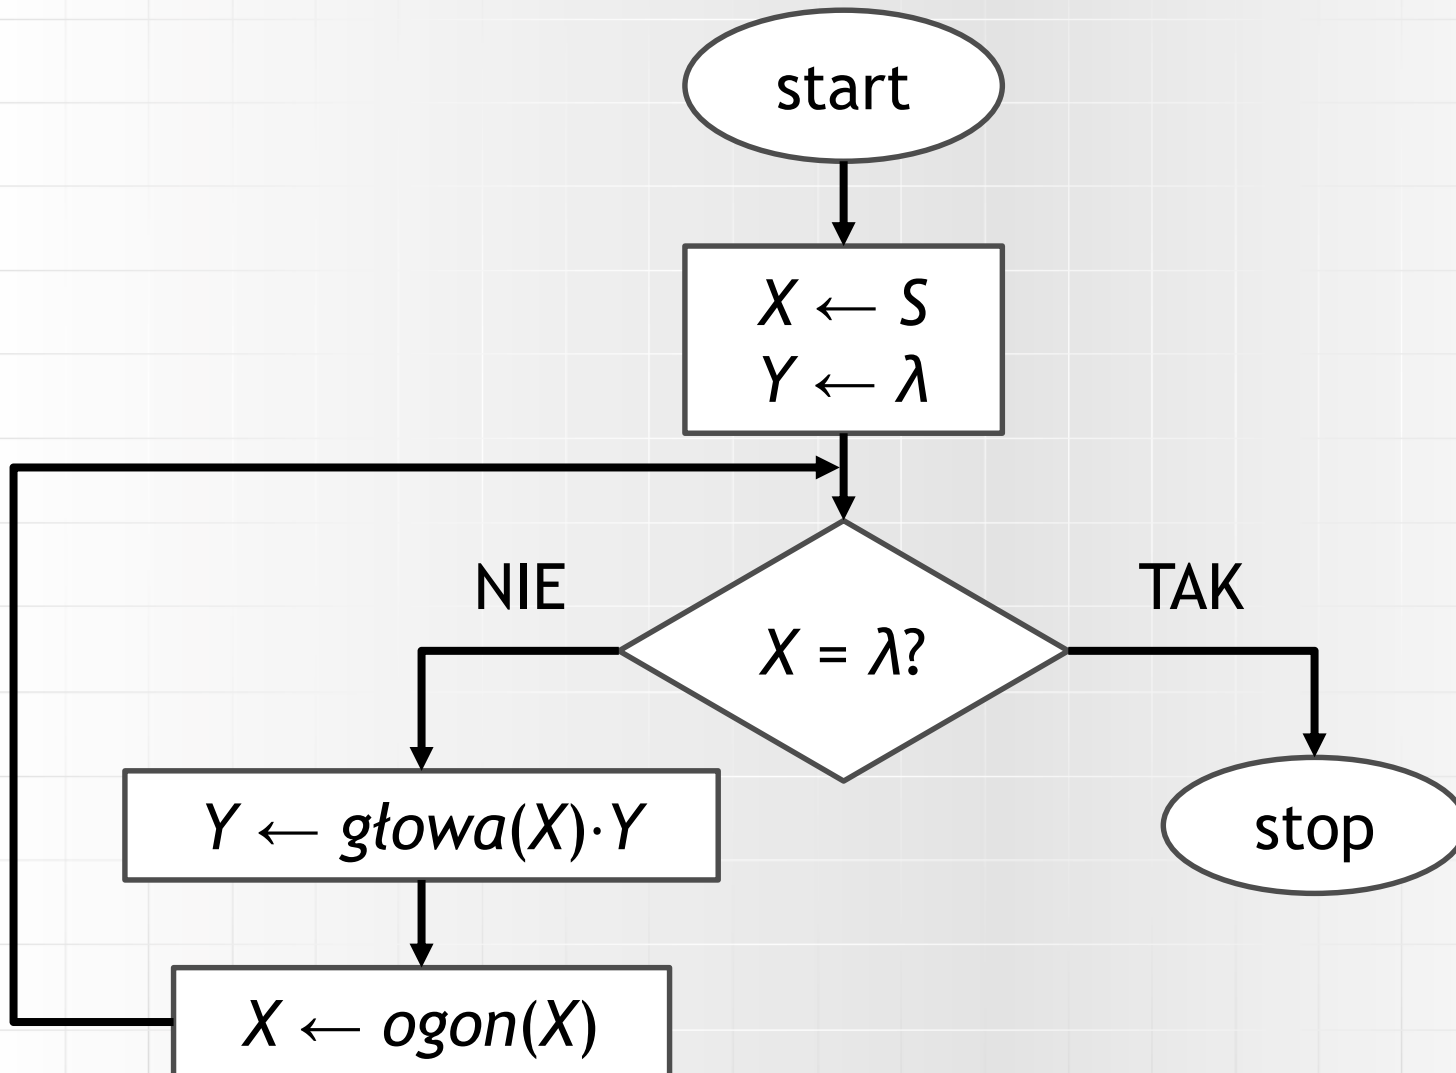 start
X ← S
Y ← λ
NIE
TAK
X = λ?
Y ← głowa(X)·Y
stop
X ← ogon(X)